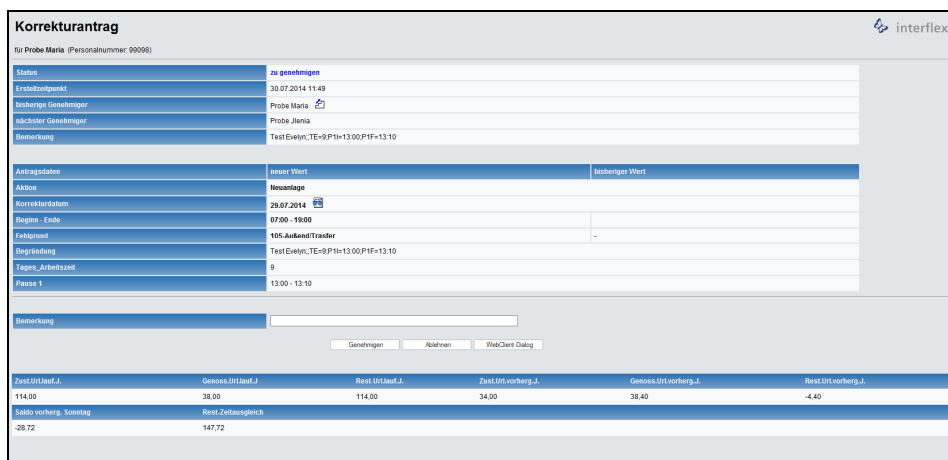 Korrekturantrag
interflex
für Probe Maria (Personalnummer: 99098)
Status zu genehmigen
Erstellzeitpunkt 30.07.2014 11:49
bisherige Genehmiger Probe Maria
nächster Genehmiger Probe Jlenia
Bemerkung Test Evelyn;;TE=9;P1I=13:00;P1F=13:10
Antragsdaten neuer Wert bisheriger Wert
Aktion Neuanlage
Korrekturdatum 29.07.2014
Beginn - Ende 07:00 - 19:00
Fehlgrund 105-Außend/Trasfer -
Begründung Test Evelyn;;TE=9;P1I=13:00;P1F=13:10
Tages_Arbeitszeit 9
Pause 1 13:00 - 13:10
Bemerkung
Genehmigen Ablehnen WebClient-Dialog
Zust.Url.lauf.J. Genoss.Url.lauf.J Rest-Url.lauf.J. Zust.Url.vorherg.J. Genoss.Url.vorherg.J. Rest.Url.vorherg.J.
114,00 38,00 114,00 34,00 38,40 -4,40
Saldo vorherg. Sonntag Rest-Zeitausgleich
-28,72 147,72